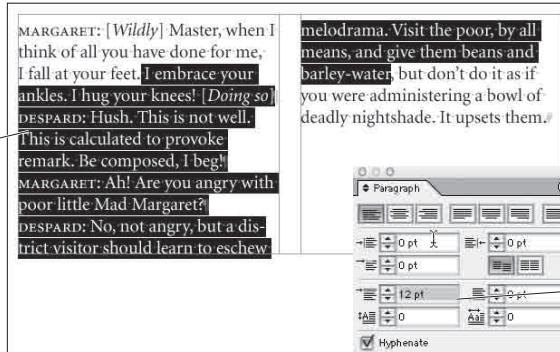 MARGARET: [Wildly] Master, when I
think of all you have done for me,
I fall at your feet. I embrace your
ankles. I hug your knees! [Doing so]
DESPARD: Hush. This is not well.
This is calculated to provoke
remark. Be composed, I beg!
MARGARET: Ah! Are you angry with
poor little Mad Margaret?
DESPARD: No, not angry, but a dis-
trict visitor should learn to eschew
melodrama. Visit the poor, by all
means, and give them beans and
barley-water, but don't do it as if
you were administering a bowl of
deadly nightshade. It upsets them.
Paragraph
0 pt 0 pt
0 pt
12 pt 0 pt
0 0
Hyphenate